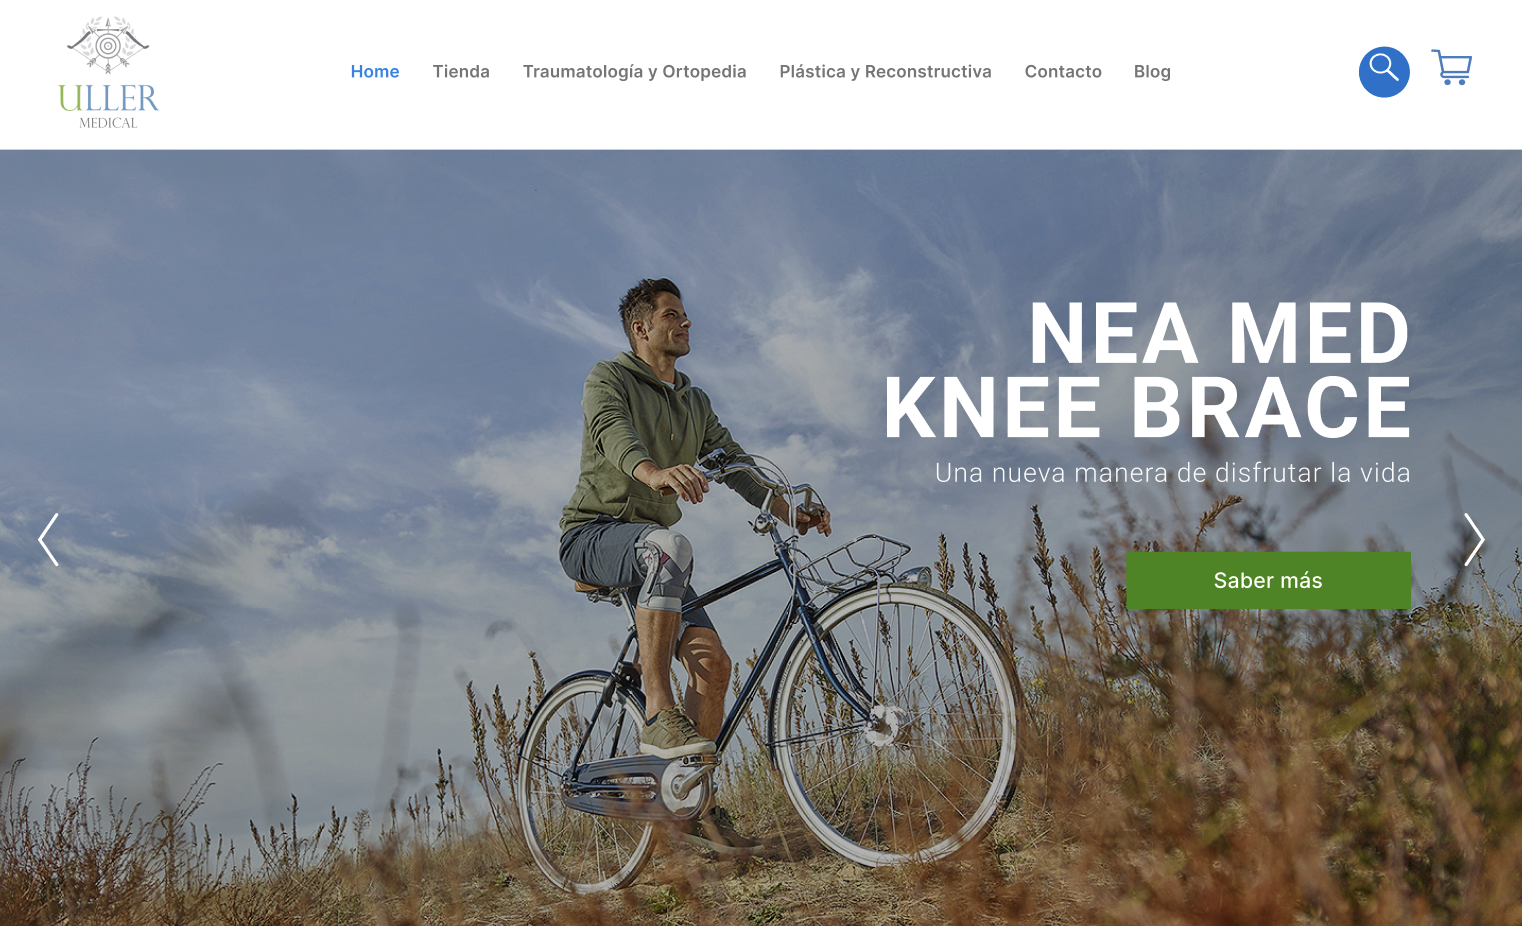 ULLER
MEDICAL
Home Tienda Traumatología y Ortopedia Plástica y Reconstructiva Contacto Blog
NEA MED
KNEE BRACE
Una nueva manera de disfrutar la vida
Saber más